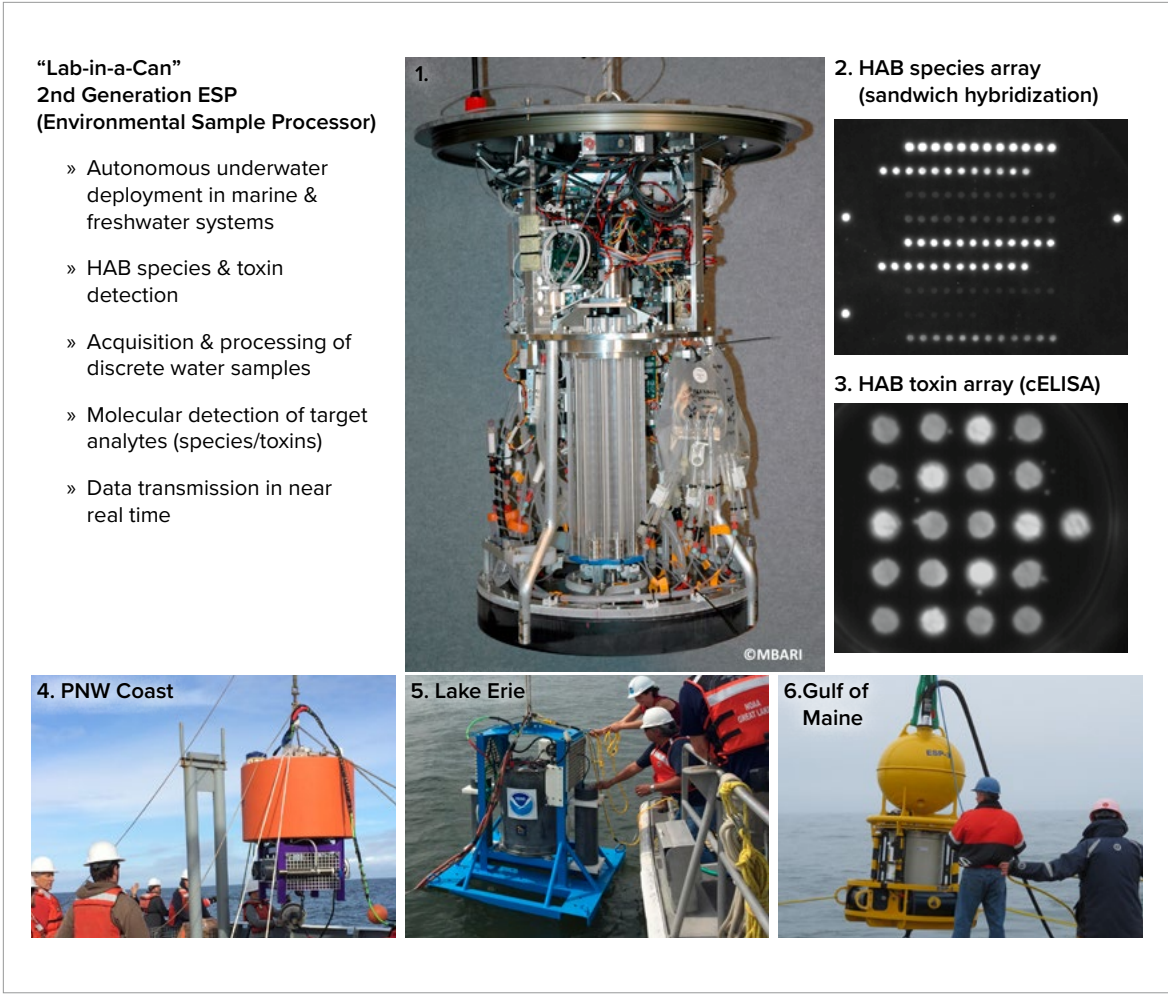 “Lab-in-a-Can”
2nd Generation ESP
(Environmental Sample Processor)
» Autonomous underwater
deployment in marine &
freshwater systems
» HAB species & toxin
detection
» Acquisition & processing of
discrete water samples
» Molecular detection of target
analytes (species/toxins)
» Data transmission in near
real time
1.
©MBARI
2. HAB species array
(sandwich hybridization)
3. HAB toxin array (cELISA)
4. PNW Coast
5. Lake Erie
NOAA
GREAT LAKES
6.Gulf of
Maine